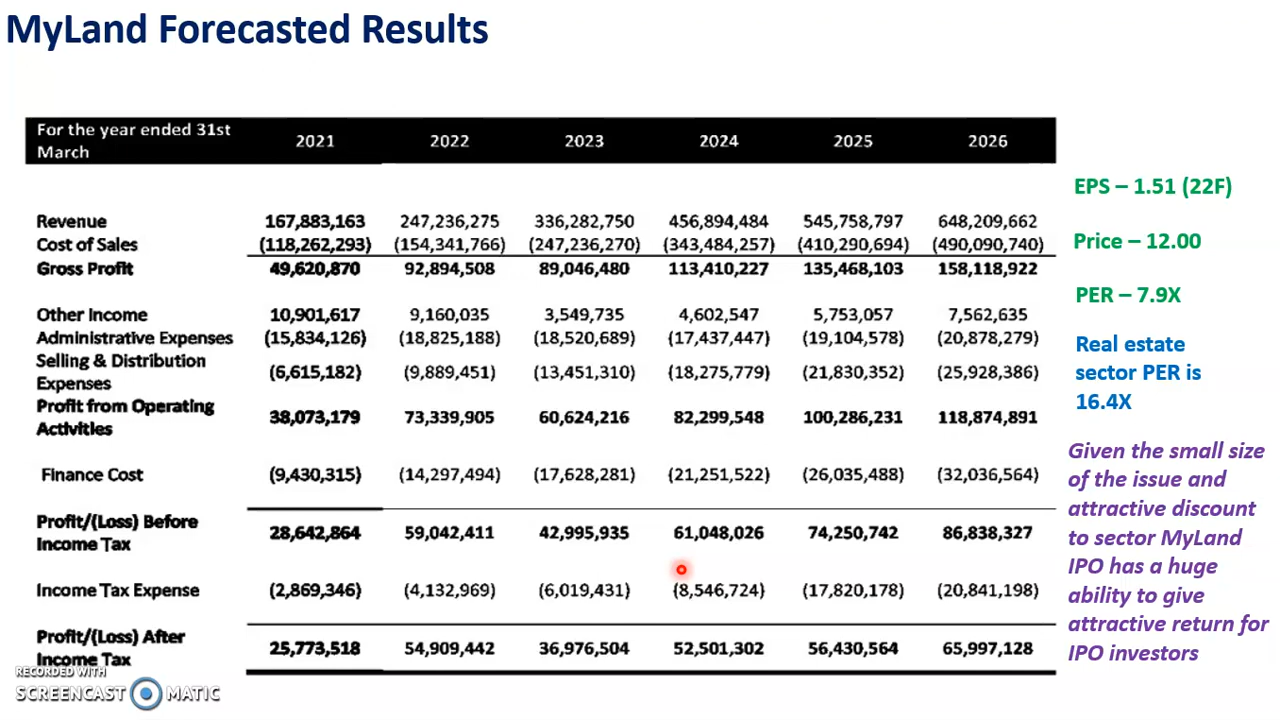 MyLand Forecasted Results
For the year ended 31st March 2021 2022 2023 2024 2025 2026
Revenue 167,883,163 247,236,275 336,282,750 456,894,484 545,758,797 648,209,662
Cost of Sales (118,262,293) (154,341,766) (247,236,270) (343,484,257) (410,290,694) (490,090,740)
Gross Profit 49,620,870 92,894,508 89,046,480 113,410,227 135,468,103 158,118,922
Other Income 10,901,617 9,160,035 3,549,735 4,602,547 5,753,057 7,562,635
Administrative Expenses (15,834,126) (18,825,188) (18,520,689) (17,437,447) (19,104,578) (20,878,279)
Selling & Distribution Expenses (6,615,182) (9,889,451) (13,451,310) (18,275,779) (21,830,352) (25,928,386)
Profit from Operating Activities 38,073,179 73,339,905 60,624,216 82,299,548 100,286,231 118,874,891
Finance Cost (9,430,315) (14,297,494) (17,628,281) (21,251,522) (26,035,488) (32,036,564)
Profit/(Loss) Before Income Tax 28,642,864 59,042,411 42,995,935 61,048,026 74,250,742 86,838,327
Income Tax Expense (2,869,346) (4,132,969) (6,019,431) (8,546,724) (17,820,178) (20,841,198)
Profit/(Loss) After Income Tax 25,773,518 54,909,442 36,976,504 52,501,302 56,430,564 65,997,128
EPS – 1.51 (22F)
Price – 12.00
PER – 7.9X
Real estate
sector PER is
16.4X
Given the small size
of the issue and
attractive discount
to sector MyLand
IPO has a huge
ability to give
attractive return for
IPO investors
RECORDED WITH
SCREENCAST MATIC